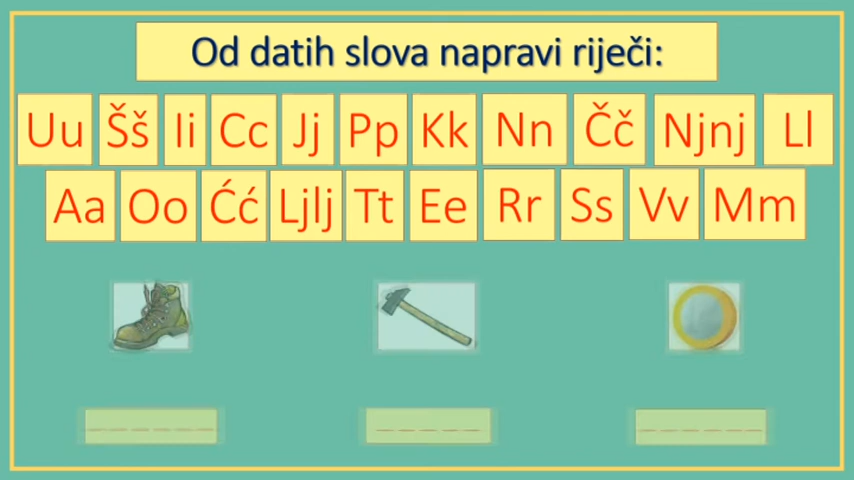 Od datih slova napravi riječi:
Uu Šš Ii Cc Jj Pp Kk Nn Čč Njnj Ll
Aa Oo Ćć Ljlj Tt Ee Rr Ss Vv Mm